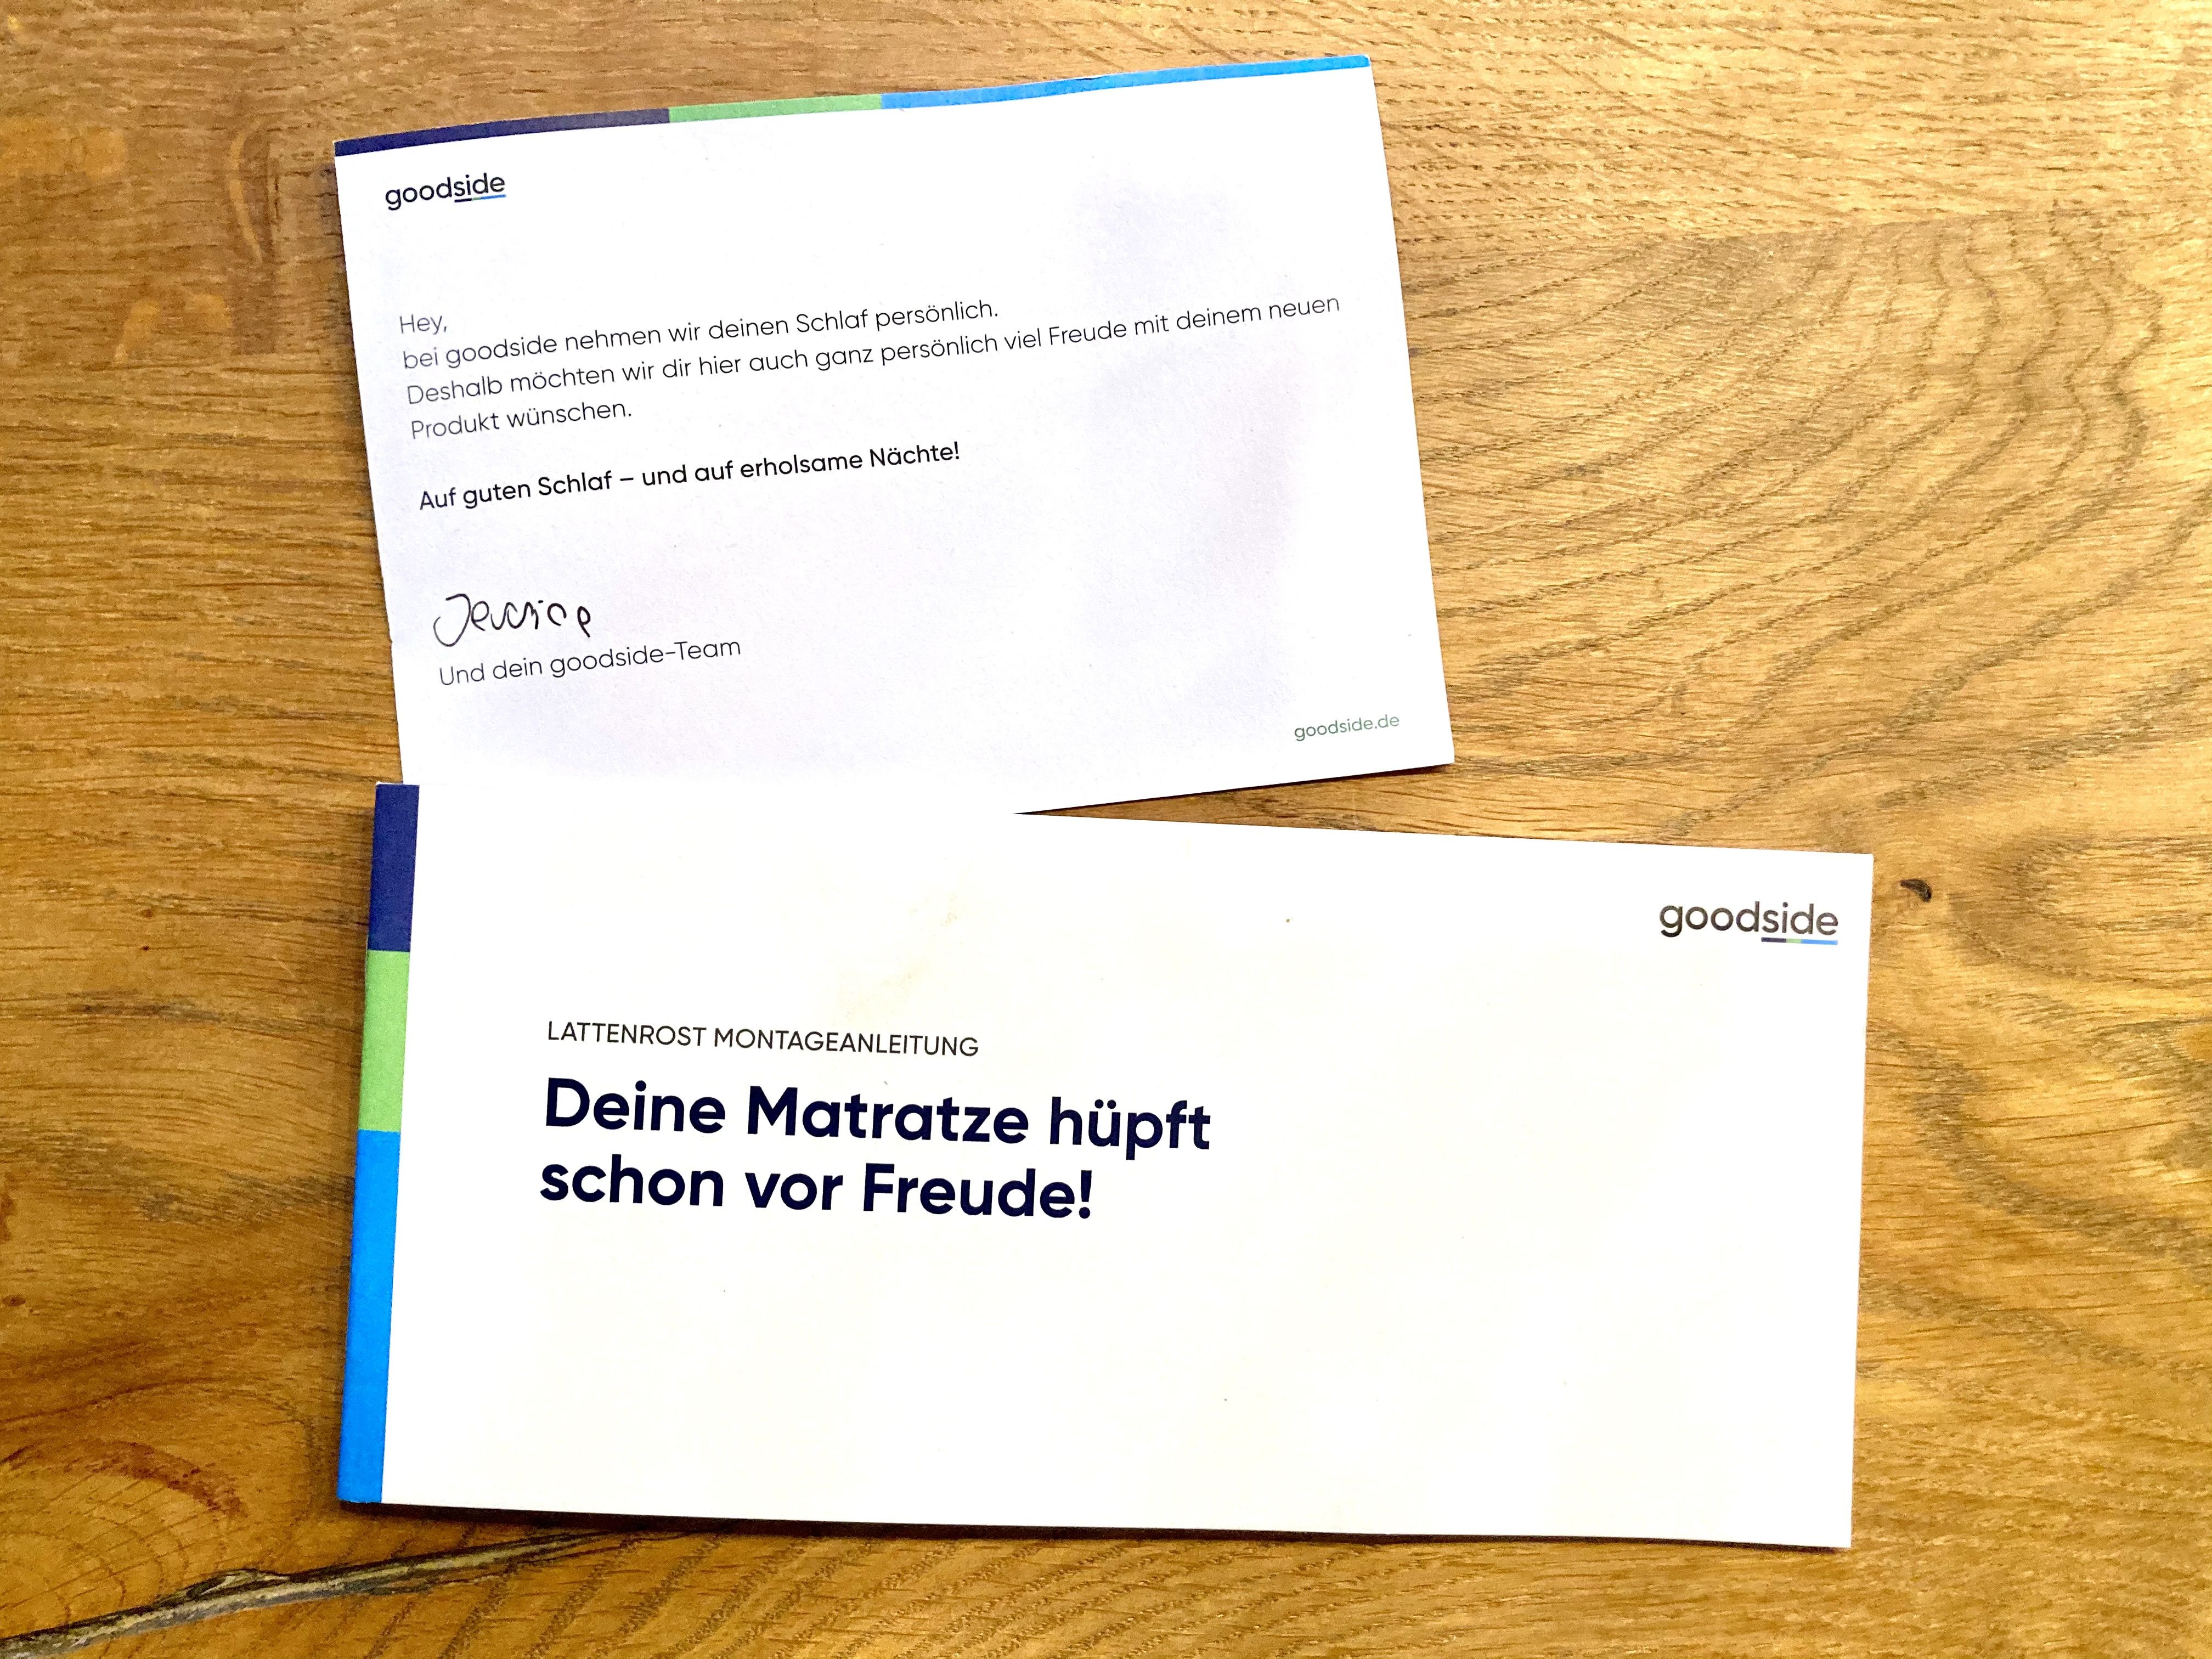 goodside
Hey,
bei goodside nehmen wir deinen Schlaf persönlich.
Deshalb möchten wir dir hier auch ganz persönlich viel Freude mit deinem neuen
Produkt wünschen.
Auf guten Schlaf – und auf erholsame Nächte!
Und dein goodside-Team
goodside.de
goodside
LATTENROST MONTAGEANLEITUNG
Deine Matratze hüpft
schon vor Freude!